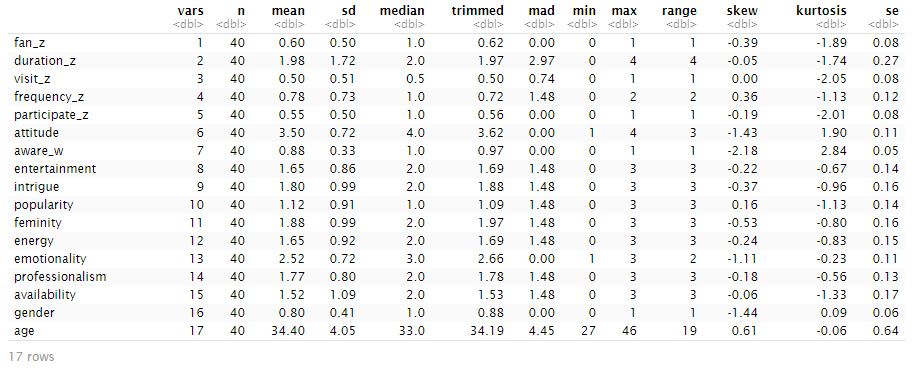 vars n mean sd median trimmed mad min max range skew kurtosis se
<dbl> <dbl> <dbl> <dbl> <dbl> <dbl> <dbl> <dbl> <dbl> <dbl> <dbl> <dbl> <dbl>
fan_z 1 40 0.60 0.50 1.0 0.62 0.00 0 1 1 -0.39 -1.89 0.08
duration_z 2 40 1.98 1.72 2.0 1.97 2.97 0 4 4 -0.05 -1.74 0.27
visit_z 3 40 0.50 0.51 0.5 0.50 0.74 0 1 1 0.00 -2.05 0.08
frequency_z 4 40 0.78 0.73 1.0 0.72 1.48 0 2 2 0.36 -1.13 0.12
participate_z 5 40 0.55 0.50 1.0 0.56 0.00 0 1 1 -0.19 -2.01 0.08
attitude 6 40 3.50 0.72 4.0 3.62 0.00 1 4 3 -1.43 1.90 0.11
aware_w 7 40 0.88 0.33 1.0 0.97 0.00 0 1 1 -2.18 2.84 0.05
entertainment 8 40 1.65 0.86 2.0 1.69 1.48 0 3 3 -0.22 -0.67 0.14
intrigue 9 40 1.80 0.99 2.0 1.88 1.48 0 3 3 -0.37 -0.96 0.16
popularity 10 40 1.12 0.91 1.0 1.09 1.48 0 3 3 0.16 -1.13 0.14
feminity 11 40 1.88 0.99 2.0 1.97 1.48 0 3 3 -0.53 -0.80 0.16
energy 12 40 1.65 0.92 2.0 1.69 1.48 0 3 3 -0.24 -0.83 0.15
emotionality 13 40 2.52 0.72 3.0 2.66 0.00 1 3 2 -1.11 -0.23 0.11
professionalism 14 40 1.77 0.80 2.0 1.78 1.48 0 3 3 -0.18 -0.56 0.13
availability 15 40 1.52 1.09 2.0 1.53 1.48 0 3 3 -0.06 -1.33 0.17
gender 16 40 0.80 0.41 1.0 0.88 0.00 0 1 1 -1.44 0.09 0.06
age 17 40 34.40 4.05 33.0 34.19 4.45 27 46 19 0.61 -0.06 0.64
17 rows